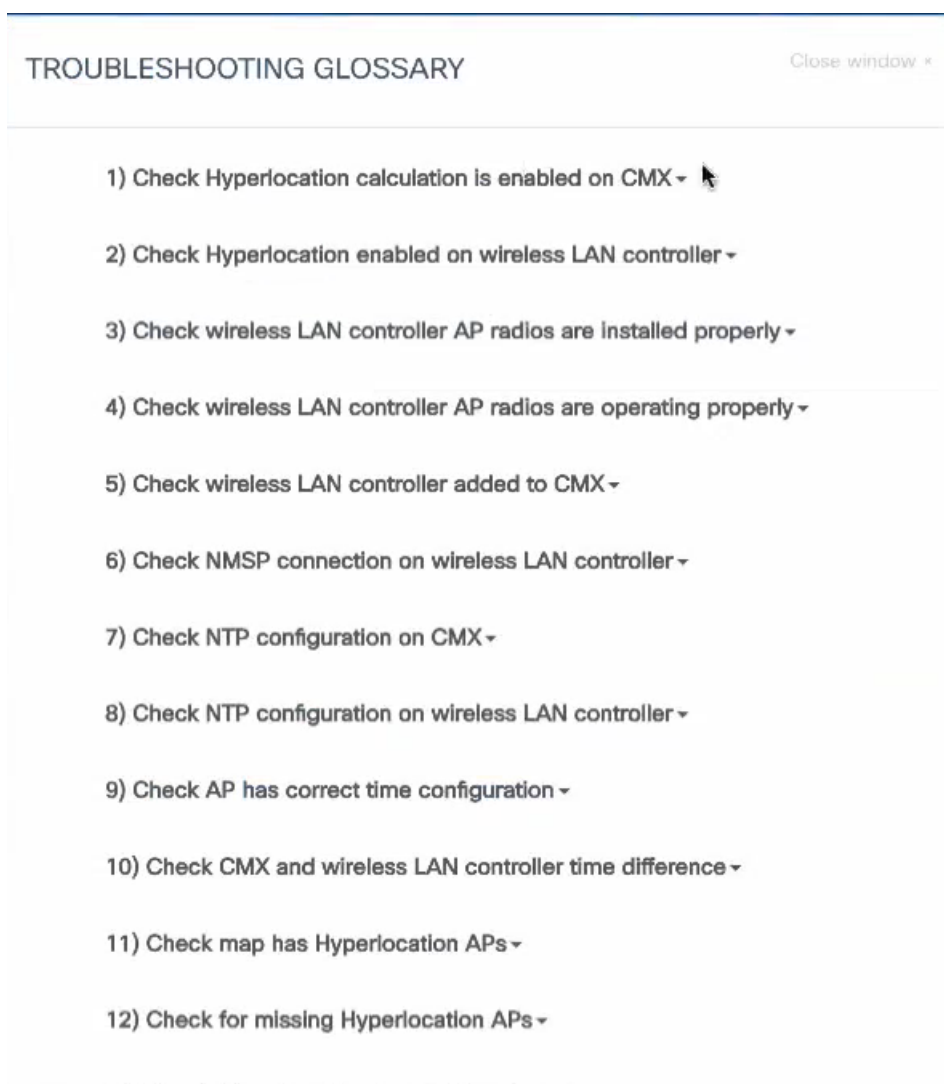 TROUBLESHOOTING GLOSSARY
Close window ×
1) Check Hyperlocation calculation is enabled on CMX
2) Check Hyperlocation enabled on wireless LAN controller
3) Check wireless LAN controller AP radios are installed properly
4) Check wireless LAN controller AP radios are operating properly
5) Check wireless LAN controller added to CMX
6) Check NMSP connection on wireless LAN controller
7) Check NTP configuration on CMX
8) Check NTP configuration on wireless LAN controller
9) Check AP has correct time configuration
10) Check CMX and wireless LAN controller time difference
11) Check map has Hyperlocation APs
12) Check for missing Hyperlocation APs